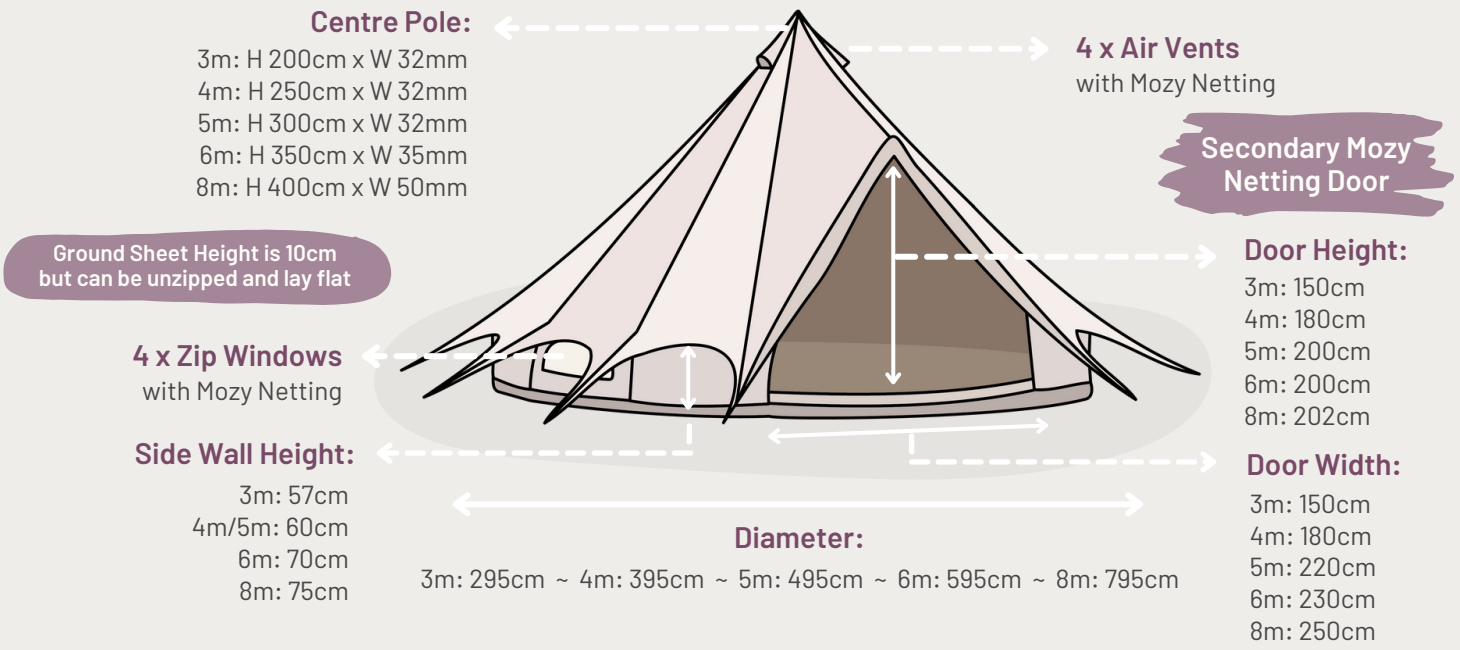 Centre Pole:
3m: H 200cm x W 32mm
4m: H 250cm x W 32mm
5m: H 300cm x W 32mm
6m: H 350cm x W 35mm
8m: H 400cm x W 50mm
4 x Air Vents
with Mozy Netting
Secondary Mozy
Netting Door
Ground Sheet Height is 10cm
but can be unzipped and lay flat
Door Height:
3m: 150cm
4m: 180cm
5m: 200cm
6m: 200cm
8m: 202cm
4 x Zip Windows
with Mozy Netting
Side Wall Height:
3m: 57cm
4m/5m: 60cm
6m: 70cm
8m: 75cm
Door Width:
3m: 150cm
4m: 180cm
5m: 220cm
6m: 230cm
8m: 250cm
Diameter:
3m: 295cm ~ 4m: 395cm ~ 5m: 495cm ~ 6m: 595cm ~ 8m: 795cm